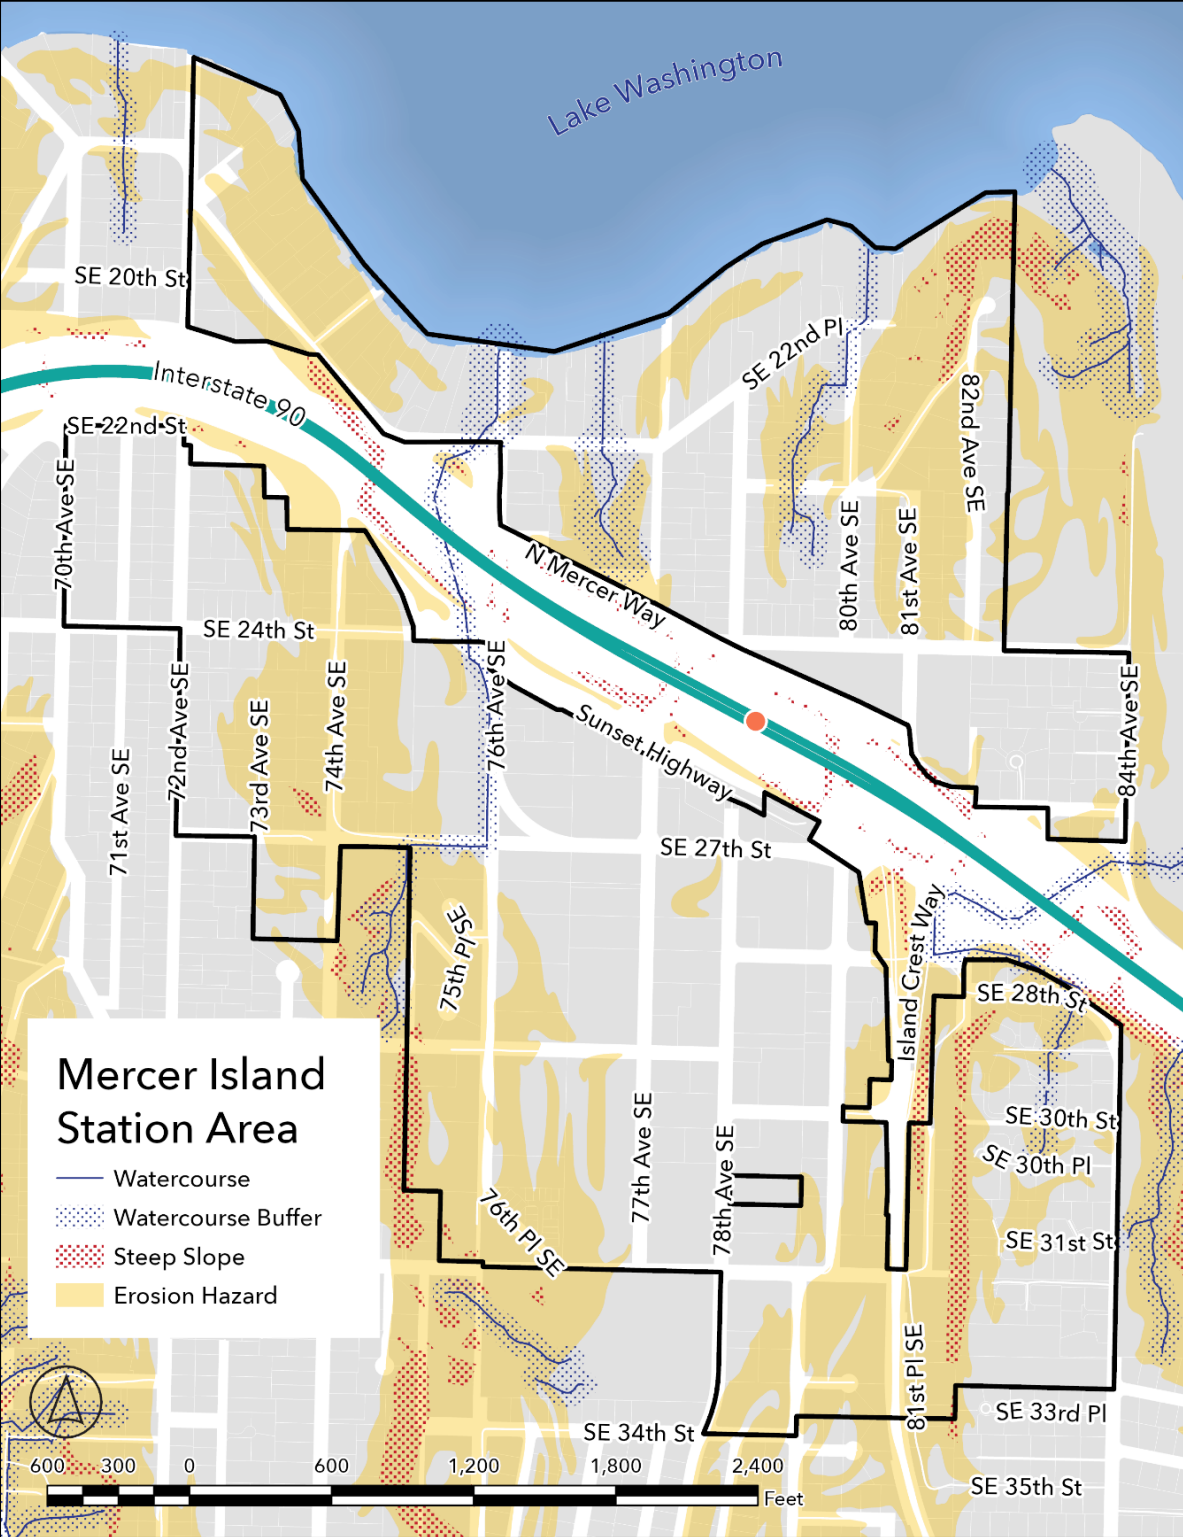 Lake Washington
SE 20th St
Interstate 90
SE 22nd Pl
82nd Ave SE
SE 22nd St
70th Ave SE
80th Ave SE
81st Ave SE
N Mercer Way
SE 24th St
76th Ave SE
74th Ave SE
72nd Ave SE
73rd Ave SE
71st Ave SE
84th Ave SE
Sunset Highway
SE 27th St
Island Crest Way
75th Pl SE
SE 28th St
Mercer Island
Station Area
Watercourse
Watercourse Buffer
Steep Slope
Erosion Hazard
77th Ave SE
78th Ave SE
76th Pl SE
SE 30th St
SE 30th Pl
SE 31st St
81st Pl SE
SE 33rd Pl
SE 34th St
SE 35th St
600 300 0 600 1,200 1,800 2,400
Feet